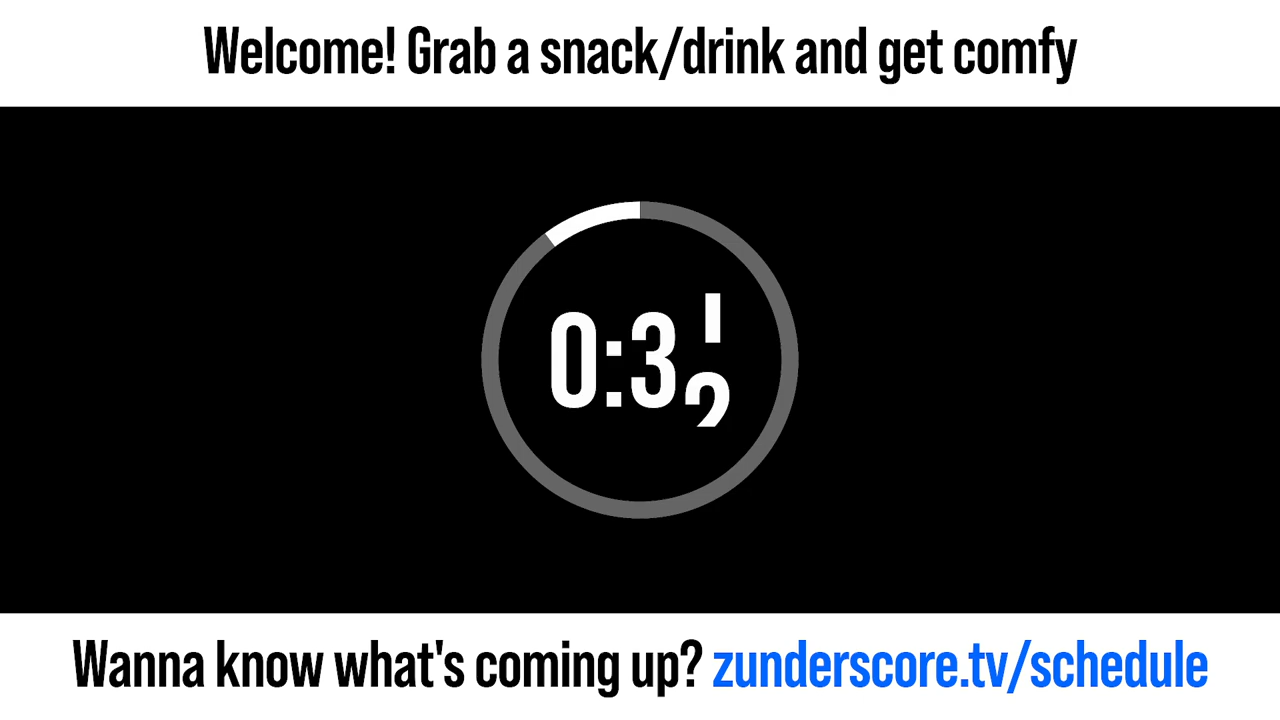 Welcome! Grab a snack/drink and get comfy
0:3
Wanna know what's coming up? zunderscore.tv/schedule